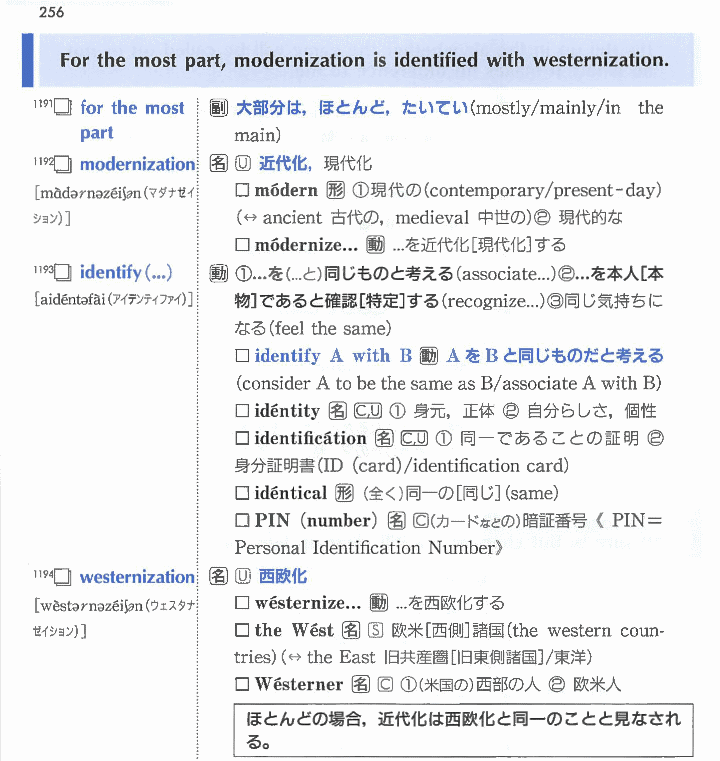 256
For the most part, modernization is identified with westernization.
1191 □ for the most part
副 大部分は，ほとんど，たいてい(mostly/mainly/in the
main)
1192 □ modernization
[màdərnəzéiʃən(マダナゼイ
ション)]
名 U 近代化，現代化
□ módern 形 ①現代の(contemporary/present-day)
(↔ ancient 古代の，medieval 中世の)② 現代的な
□ módernize... 動 ...を近代化[現代化]する
1193 □ identify(...)
[aidéntəfài(アイデンティファイ)]
動 ①...を(...と)同じものと考える(associate...)②...を本人[本
物]であると確認[特定]する(recognize...)③同じ気持ちに
なる(feel the same)
□ identify A with B 動 A を B と同じものだと考える
(consider A to be the same as B/associate A with B)
□ idéntity 名 C,U ① 身元，正体 ② 自分らしさ，個性
□ identificátion 名 C,U ① 同一であることの証明 ②
身分証明書(ID (card)/identification card)
□ idéntical 形 (全く)同一の[同じ](same)
□ PIN (number) 名 C(カードなどの)暗証番号《 PIN＝
Personal Identification Number》
1194 □ westernization
[wèstərnəzéiʃən(ウェスタナ
ゼイション)]
名 U 西欧化
□ wésternize... 動 ...を西欧化する
□ the Wést 名 S 欧米[西側]諸国(the western coun-
tries)(↔ the East 旧共産圏[旧東側諸国]/東洋)
□ Wésterner 名 C ①(米国の)西部の人 ② 欧米人
ほとんどの場合，近代化は西欧化と同一のことと見なされ
る。